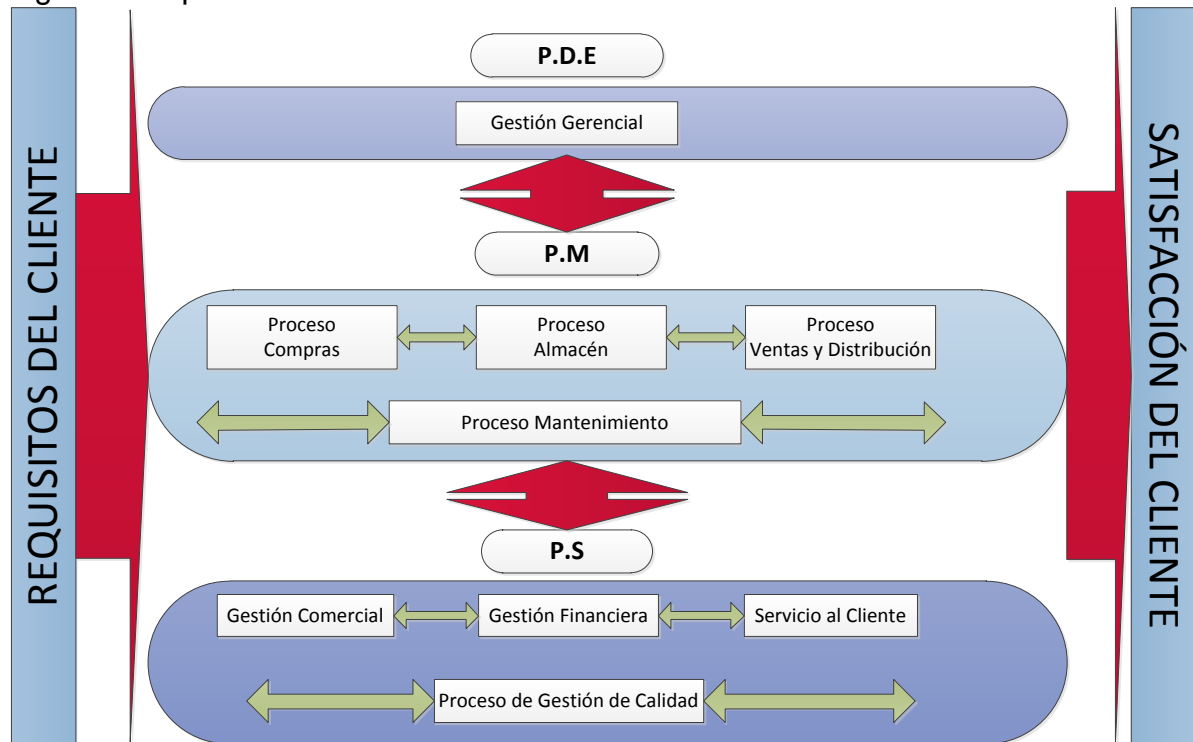 P.D.E
Gestión Gerencial
REQUISITOS DEL CLIENTE
SATISFACCIÓN DEL CLIENTE
P.M
Proceso
Compras
Proceso
Almacén
Proceso
Ventas y Distribución
Proceso Mantenimiento
P.S
Gestión Comercial
Gestión Financiera
Servicio al Cliente
Proceso de Gestión de Calidad